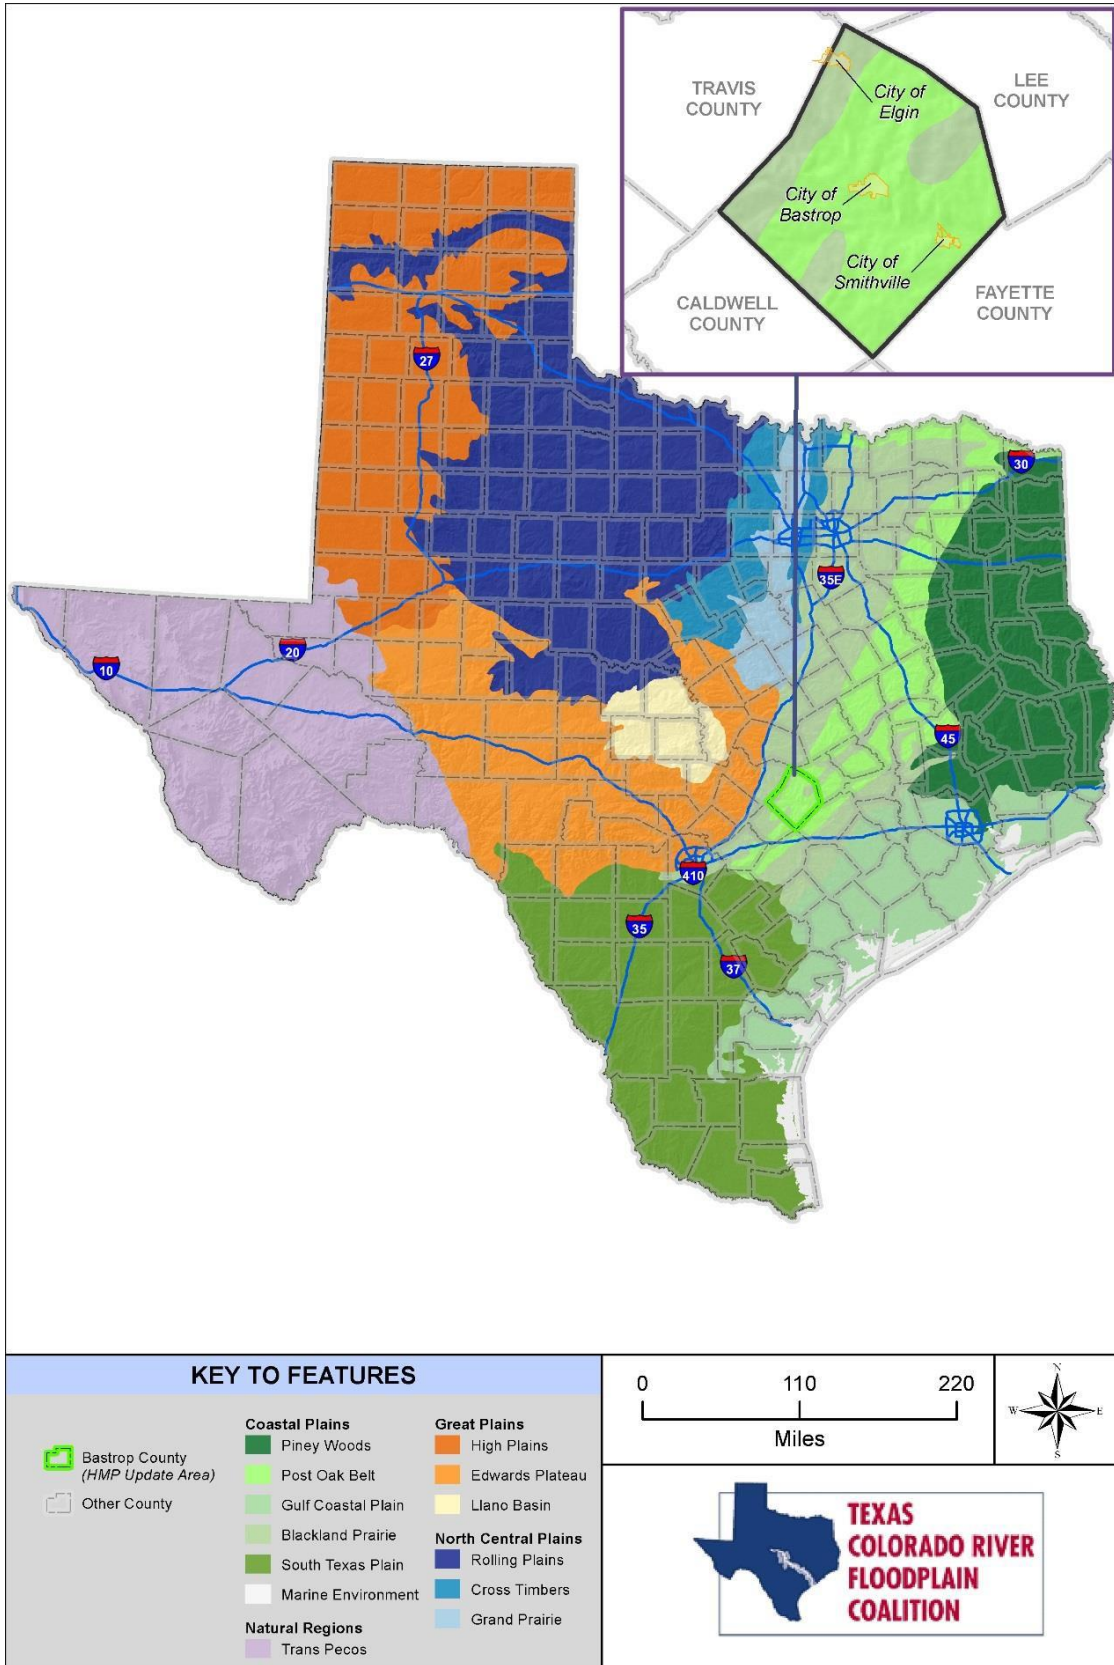 TRAVIS
COUNTY
LEE
COUNTY
City of
Elgin
City of
Bastrop
City of
Smithville
CALDWELL
COUNTY
FAYETTE
COUNTY
27
30
35E
20
10
45
410
35
37
KEY TO FEATURES
Bastrop County
(HMP Update Area)
Other County
Coastal Plains
Piney Woods
Post Oak Belt
Gulf Coastal Plain
Blackland Prairie
South Texas Plain
Marine Environment
Natural Regions
Trans Pecos
Great Plains
High Plains
Edwards Plateau
Llano Basin
North Central Plains
Rolling Plains
Cross Timbers
Grand Prairie
0 110 220
Miles
N
W E
S
TEXAS
COLORADO RIVER
FLOODPLAIN
COALITION